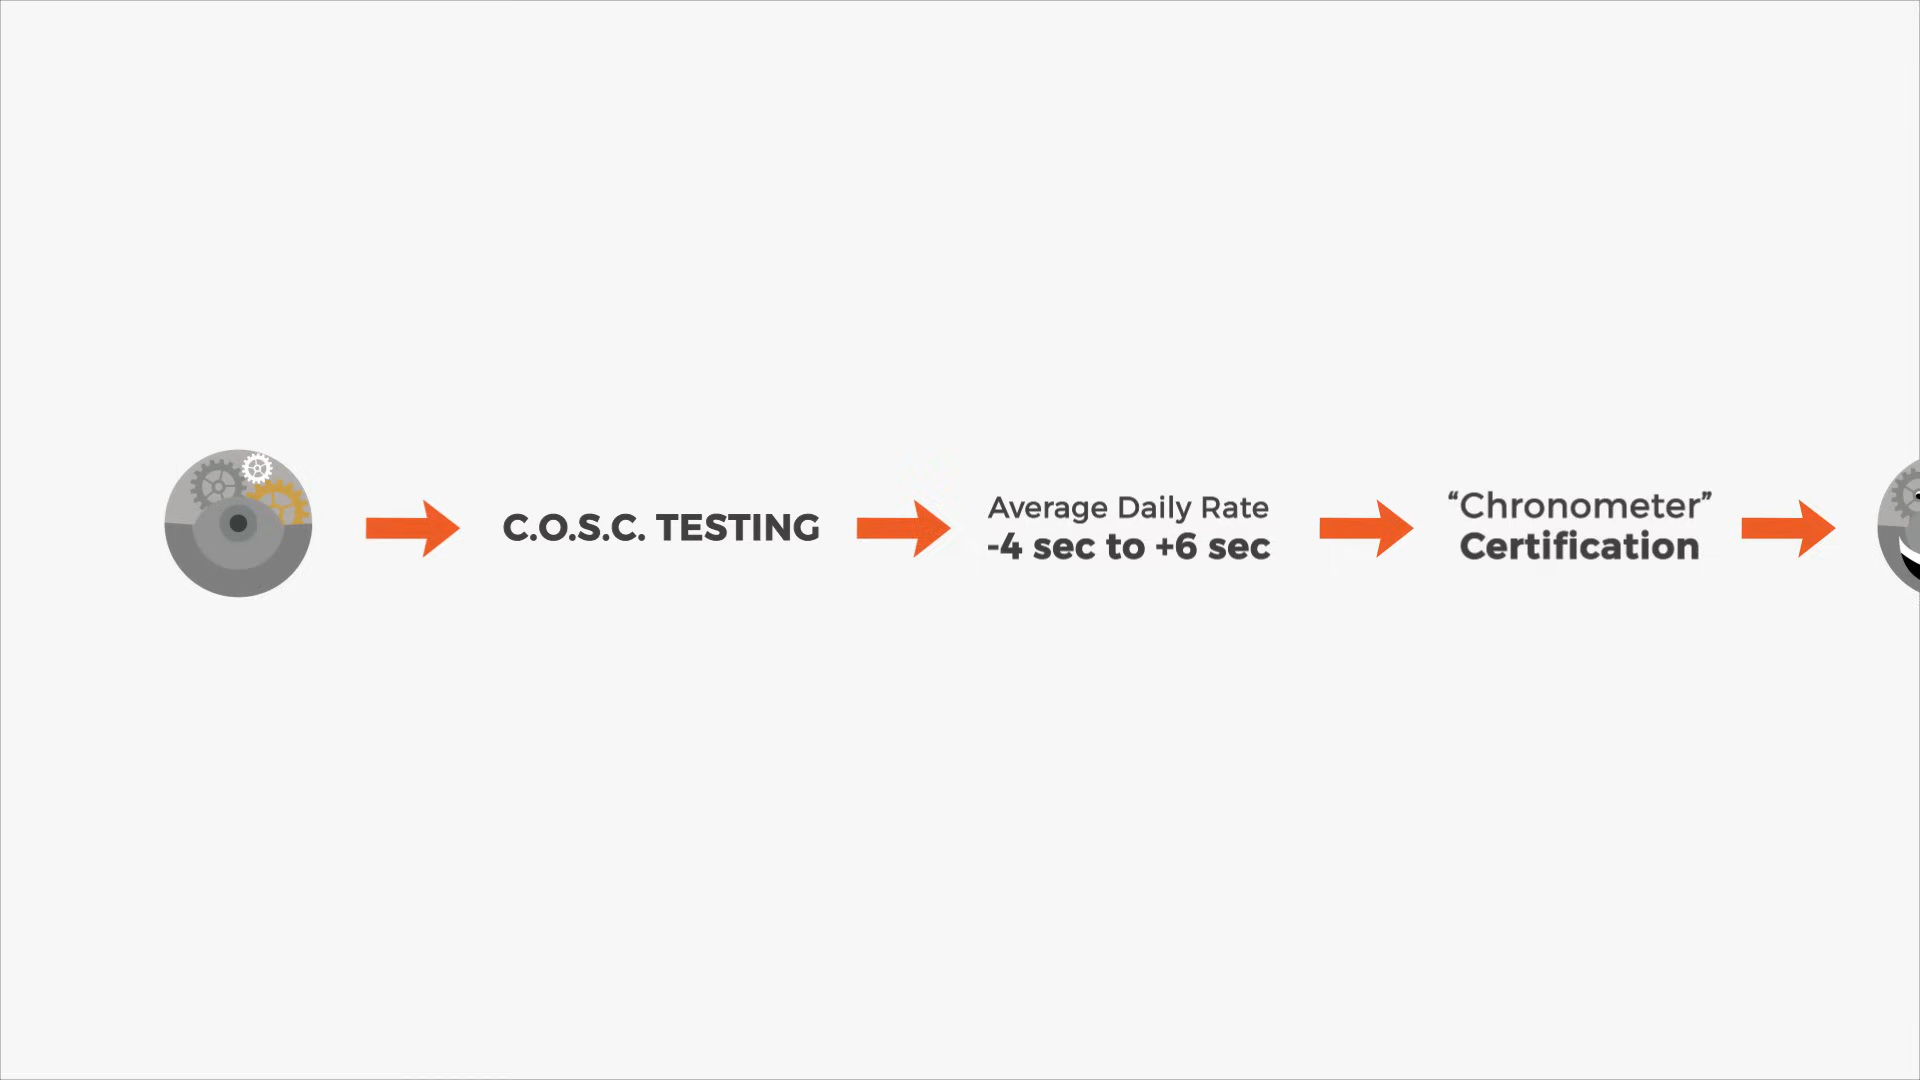 C.O.S.C. TESTING
Average Daily Rate
-4 sec to +6 sec
“Chronometer”
Certification